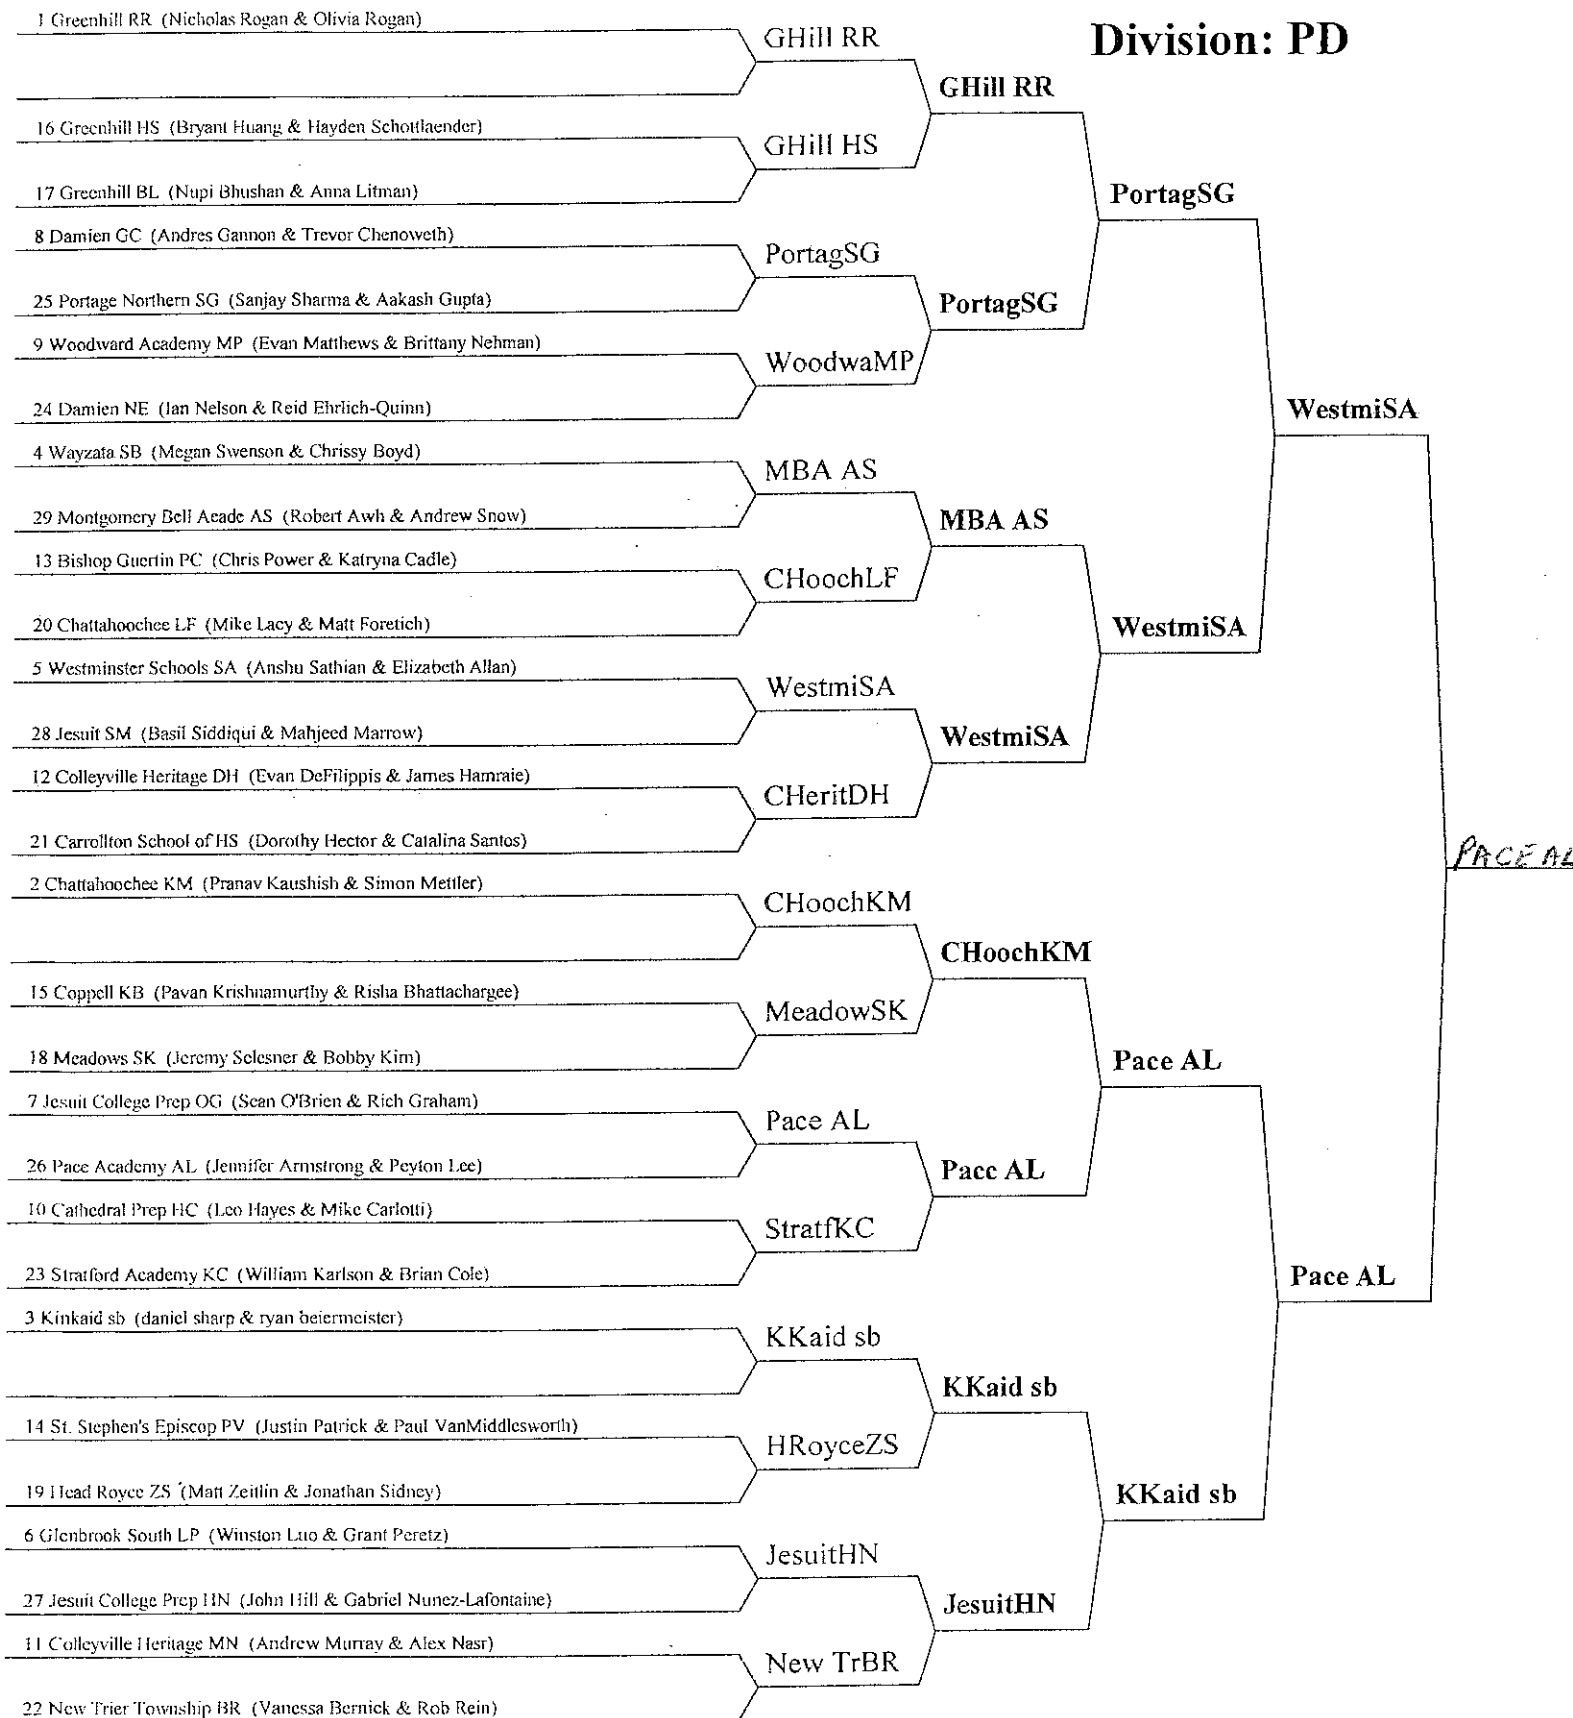 Division: PD
1 Greenhill RR (Nicholas Rogan & Olivia Rogan)
16 Greenhill HS (Bryant Huang & Hayden Schottlaender)
17 Greenhill BL (Nupi Bhushan & Anna Litman)
8 Damien GC (Andres Gannon & Trevor Chenoweth)
25 Portage Northern SG (Sanjay Sharma & Aakash Gupta)
9 Woodward Academy MP (Evan Matthews & Brittany Nehman)
24 Damien NE (Ian Nelson & Reid Ehrlich-Quinn)
4 Wayzata SB (Megan Swenson & Chrissy Boyd)
29 Montgomery Bell Acade AS (Robert Awh & Andrew Snow)
13 Bishop Guertin PC (Chris Power & Katryna Cadle)
20 Chattahoochee LF (Mike Lacy & Matt Foretich)
5 Westminster Schools SA (Anshu Sathian & Elizabeth Allan)
28 Jesuit SM (Basil Siddiqui & Mahjeed Marrow)
12 Colleyville Heritage DH (Evan DeFilippis & James Hamraie)
21 Carrollton School of HS (Dorothy Hector & Catalina Santos)
2 Chattahoochee KM (Pranav Kaushish & Simon Mettler)
15 Coppell KB (Pavan Krishnamurthy & Risha Bhattachargee)
18 Meadows SK (Jeremy Selesner & Bobby Kim)
7 Jesuit College Prep OG (Sean O'Brien & Rich Graham)
26 Pace Academy AL (Jennifer Armstrong & Peyton Lee)
10 Cathedral Prep HC (Leo Hayes & Mike Carlotti)
23 Stratford Academy KC (William Karlson & Brian Cole)
3 Kinkaid sb (daniel sharp & ryan beiermeister)
14 St. Stephen's Episcop PV (Justin Patrick & Paul VanMiddlesworth)
19 Head Royce ZS (Matt Zeitlin & Jonathan Sidney)
6 Glenbrook South LP (Winston Luo & Grant Peretz)
27 Jesuit College Prep HN (John Hill & Gabriel Nunez-Lafontaine)
11 Colleyville Heritage MN (Andrew Murray & Alex Nasr)
22 New Trier Township BR (Vanessa Bernick & Rob Rein)
GHill RR
GHill HS
PortagSG
WoodwaMP
MBA AS
CHoochLF
WestmiSA
CHeritDH
CHoochKM
MeadowSK
Pace AL
StratfKC
KKaid sb
HRoyceZS
JesuitHN
New TrBR
GHill RR
PortagSG
MBA AS
WestmiSA
CHoochKM
Pace AL
KKaid sb
JesuitHN
PortagSG
WestmiSA
Pace AL
KKaid sb
WestmiSA
Pace AL
PACE AL